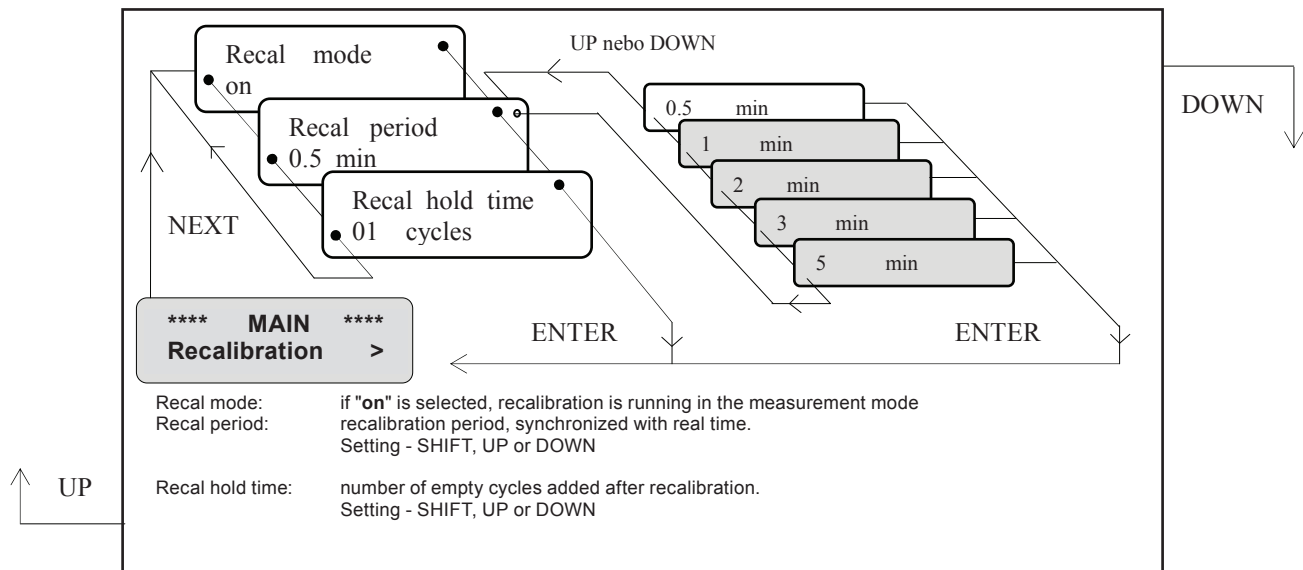 Recal mode
on
Recal period
0.5 min
Recal hold time
01 cycles
UP nebo DOWN
0.5 min
1 min
2 min
3 min
5 min
DOWN
NEXT
**** MAIN ****
Recalibration >
ENTER
ENTER
Recal mode: if "on" is selected, recalibration is running in the measurement mode
Recal period: recalibration period, synchronized with real time.
Setting - SHIFT, UP or DOWN
UP
Recal hold time: number of empty cycles added after recalibration.
Setting - SHIFT, UP or DOWN